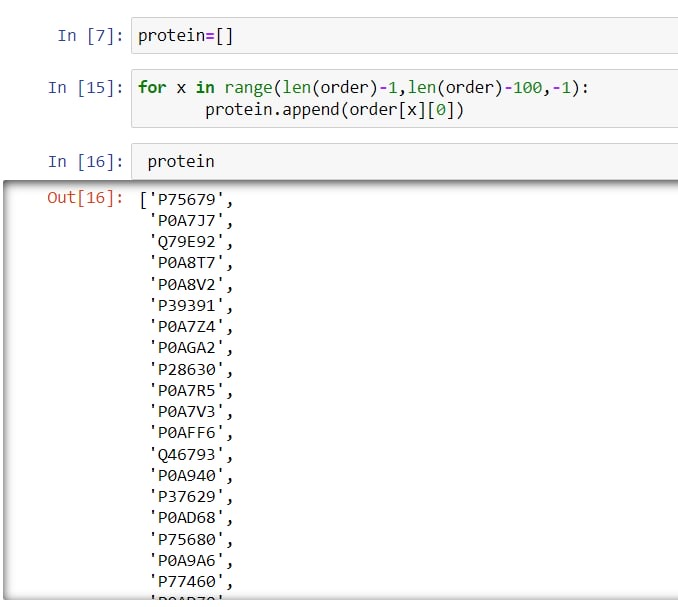 In [7]: protein=[]
In [15]: for x in range(len(order)-1,len(order)-100,-1):
protein.append(order[x][0])
In [16]: protein
Out[16]: ['P75679',
'P0A7J7',
'Q79E92',
'P0A8T7',
'P0A8V2',
'P39391',
'P0A7Z4',
'P0AGA2',
'P28630',
'P0A7R5',
'P0A7V3',
'P0AFF6',
'Q46793',
'P0A940',
'P37629',
'P0AD68',
'P75680',
'P0A9A6',
'P77460',